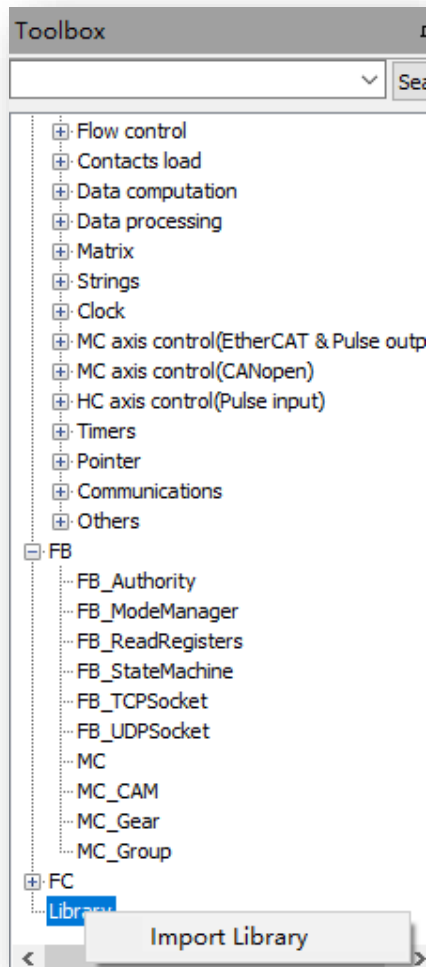 Toolbox
Sea
Flow control
Contacts load
Data computation
Data processing
Matrix
Strings
Clock
MC axis control(EtherCAT & Pulse outp
MC axis control(CANopen)
HC axis control(Pulse input)
Timers
Pointer
Communications
Others
FB
FB_Authority
FB_ModeManager
FB_ReadRegisters
FB_StateMachine
FB_TCPSocket
FB_UDPSocket
MC
MC_CAM
MC_Gear
MC_Group
FC
Library
Import Library